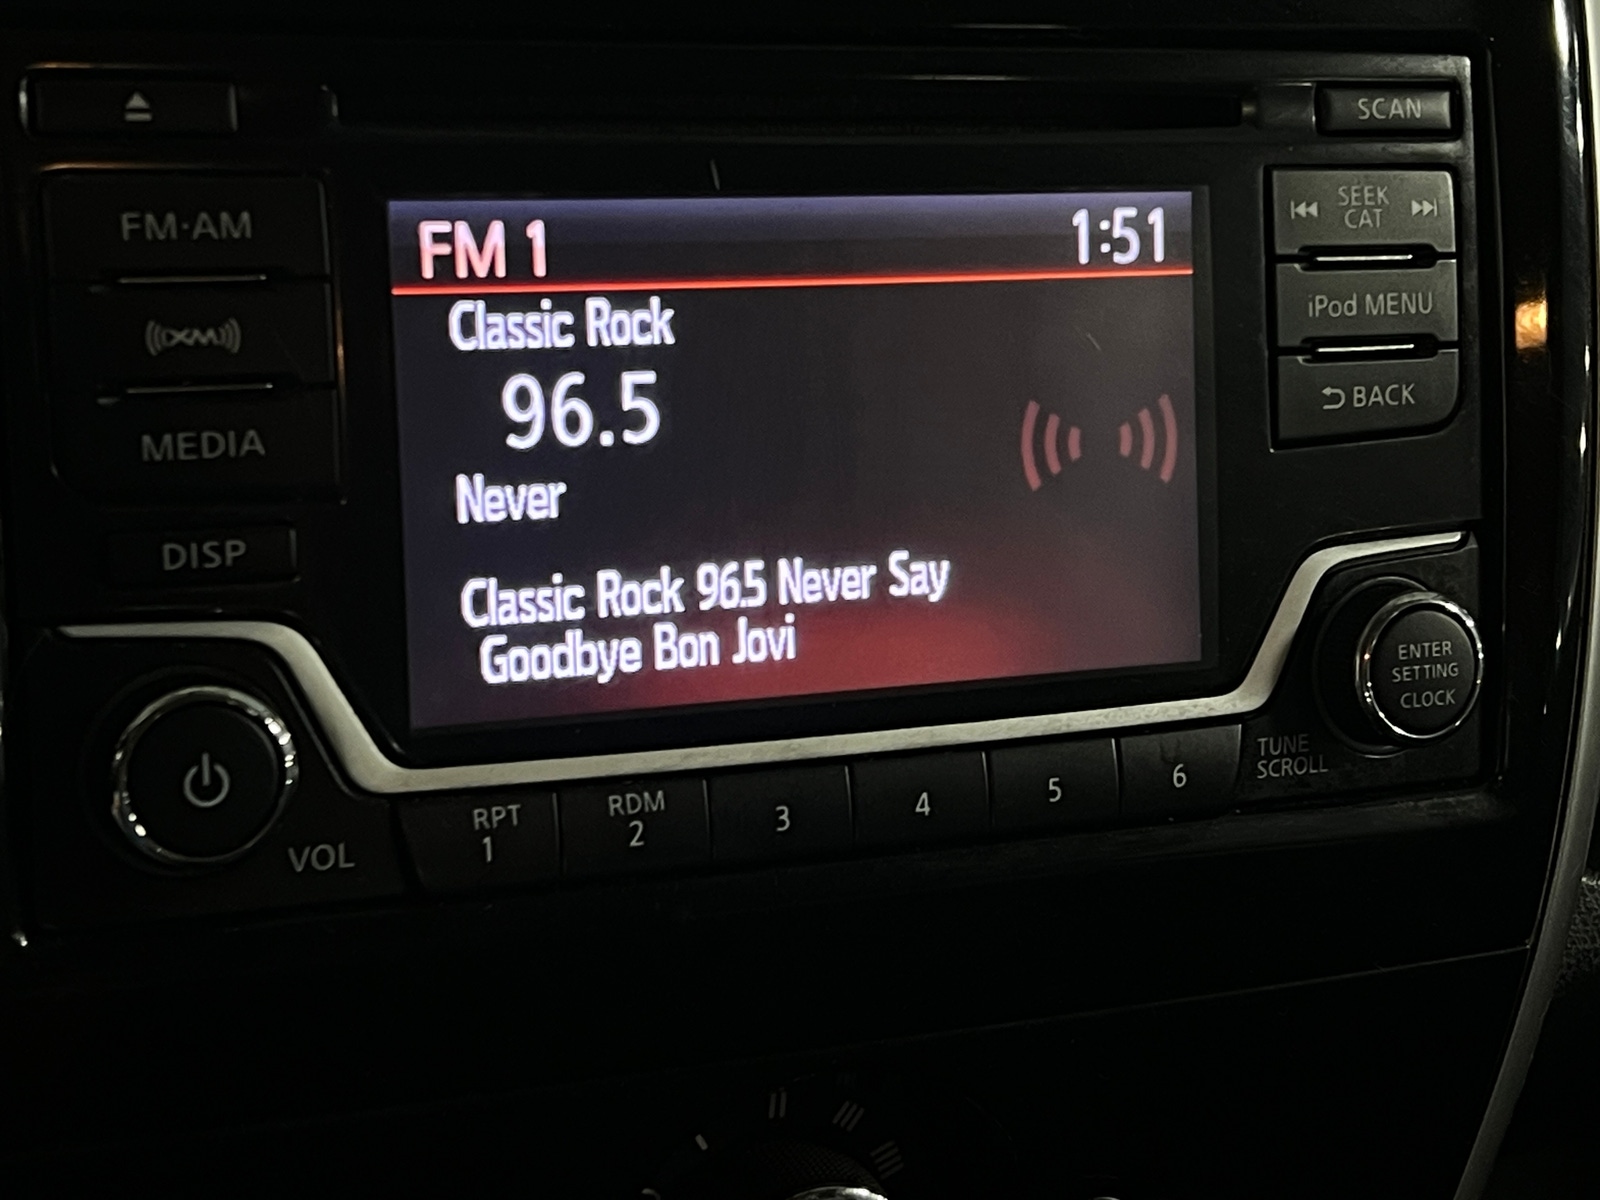 SCAN
FM·AM
FM 1
1:51
SEEK
CAT
Classic Rock
XM
96.5
iPod MENU
MEDIA
BACK
Never
DISP
Classic Rock 96.5 Never Say
Goodbye Bon Jovi
ENTER
SETTING
CLOCK
TUNE
SCROLL
VOL
RPT
1
RDM
2
3
4
5
6